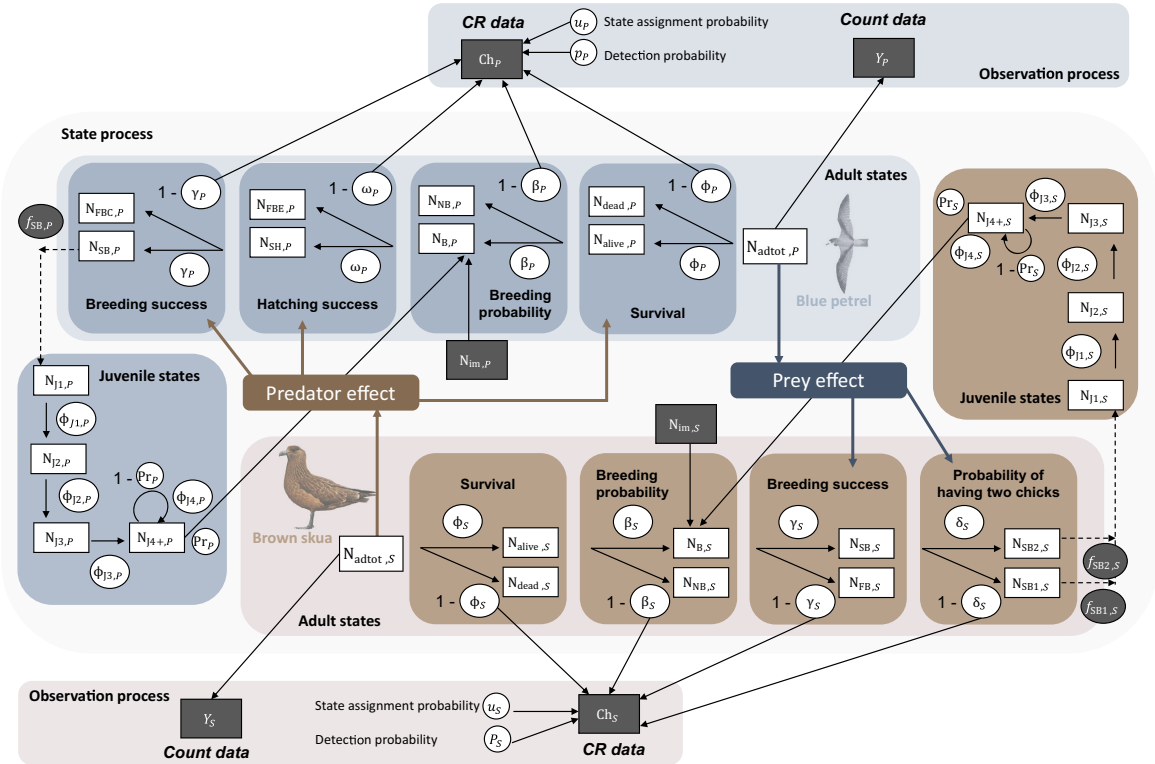 CR data
Count data
u_P State assignment probability
Ch_P
p_P Detection probability
Y_P
Observation process
State process
Adult states
1 - γ_P
N_FBC,P
N_SB,P
γ_P
Breeding success
f_SB,P
1 - ω_P
N_FBE,P
N_SH,P
ω_P
Hatching success
1 - β_P
N_NB,P
N_B,P
β_P
Breeding
probability
N_im,P
1 - ϕ_P
N_dead,P
N_alive,P
ϕ_P
Survival
N_adtot,P
Blue petrel
Pr_S
N_J4+,S
ϕ_J3,S
N_J3,S
ϕ_J4,S
1 - Pr_S
ϕ_J2,S
N_J2,S
ϕ_J1,S
Juvenile states
N_J1,S
Juvenile states
N_J1,P
ϕ_J1,P
N_J2,P
ϕ_J2,P
1 - Pr_P
ϕ_J4,P
N_J3,P
N_J4+,P
Pr_P
ϕ_J3,P
Predator effect
Prey effect
N_im,S
Brown skua
N_adtot,S
Adult states
Survival
ϕ_S
N_alive,S
N_dead,S
1 - ϕ_S
Breeding
probability
β_S
N_B,S
N_NB,S
1 - β_S
Breeding success
γ_S
N_SB,S
N_FB,S
1 - γ_S
Probability of
having two chicks
δ_S
N_SB2,S
N_SB1,S
1 - δ_S
f_SB2,S
f_SB1,S
Observation process
Y_S
Count data
State assignment probability u_S
Ch_S
Detection probability P_S
CR data